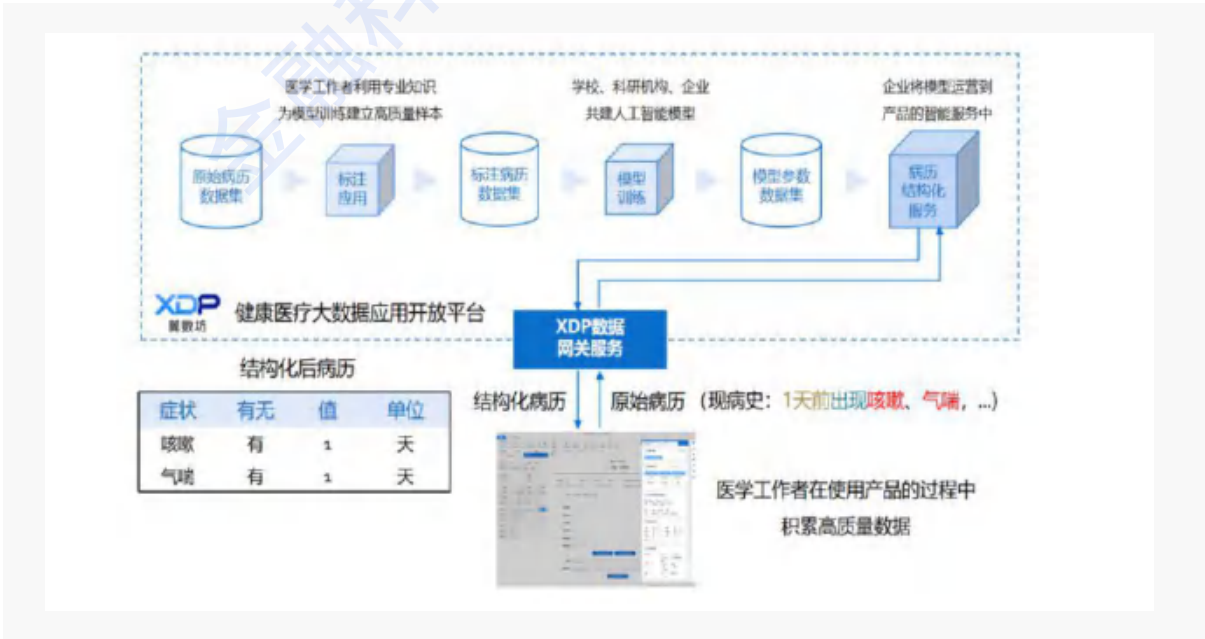 金融科
医学工作者利用专业知识
为模型训练建立高质量样本
学校、科研机构、企业
共建人工智能模型
企业将模型运营到
产品的智能服务中
原始病历
数据集
标注
应用
标注病历
数据集
模型
训练
模型参数
数据集
病历
结构化
服务
XDP
翼数坊
健康医疗大数据应用开放平台
XDP数据
网关服务
结构化后病历
症状 有无 值 单位
咳嗽 有 1 天
气喘 有 1 天
结构化病历
原始病历（现病史：1天前出现咳嗽、气喘，...）
医学工作者在使用产品的过程中
积累高质量数据